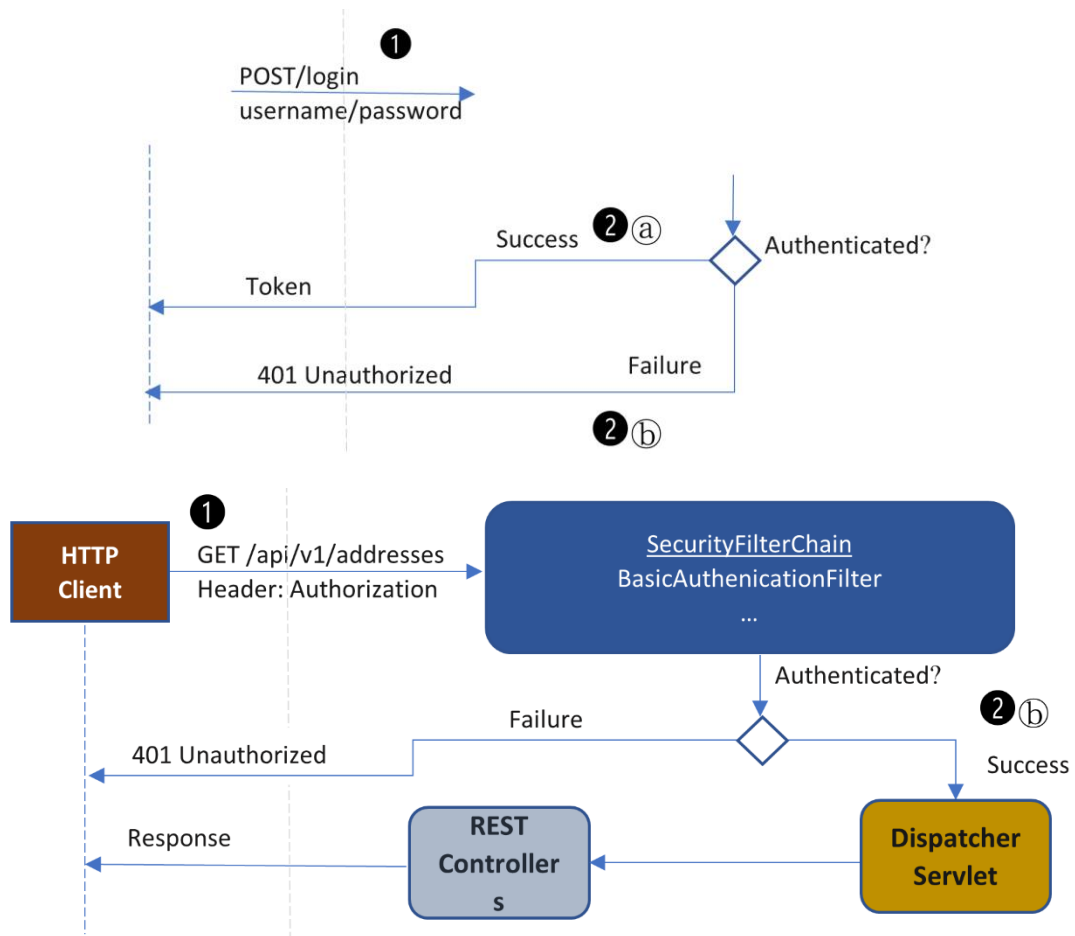 ❶
POST/login
username/password
Success ❷ⓐ
Authenticated?
Token
Failure
401 Unauthorized
❷ⓑ
❶
HTTP
Client
GET /api/v1/addresses
Header: Authorization
SecurityFilterChain
BasicAuthenicationFilter
...
Authenticated?
❷ⓑ
Failure
401 Unauthorized
Success
Response
REST
Controller
s
Dispatcher
Servlet